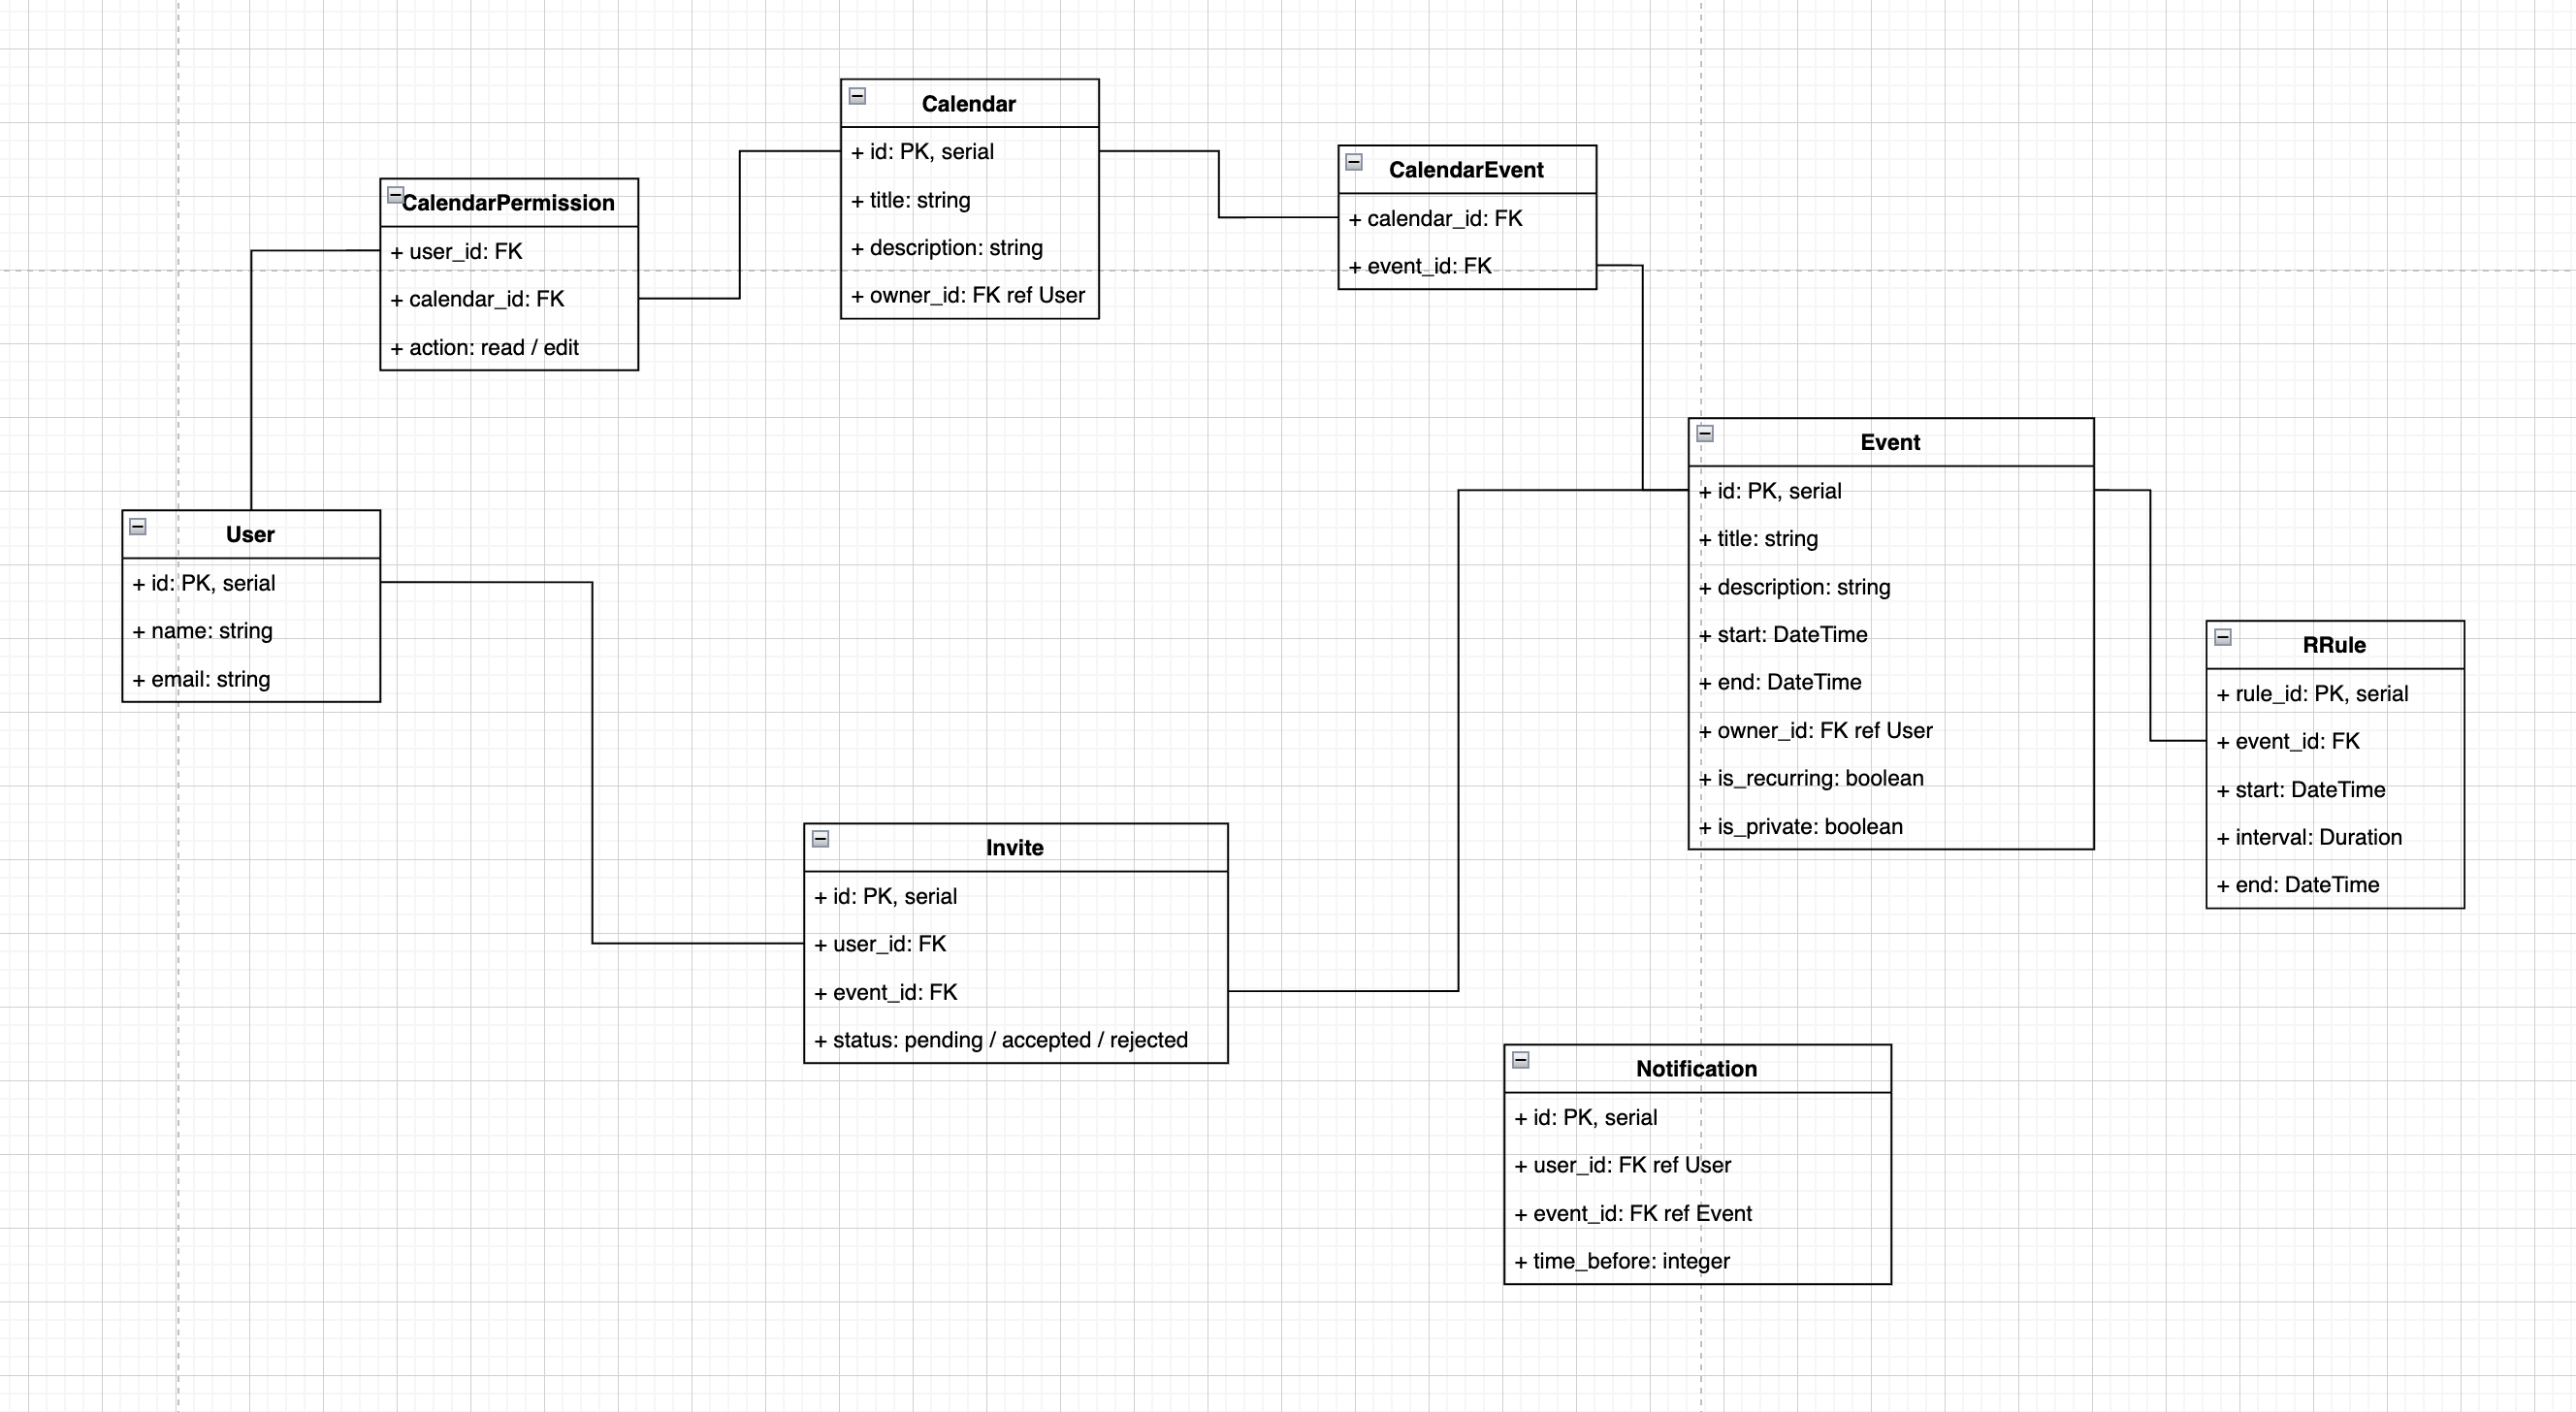 Calendar
+ id: PK, serial
+ title: string
+ description: string
+ owner_id: FK ref User
CalendarEvent
+ calendar_id: FK
+ event_id: FK
CalendarPermission
+ user_id: FK
+ calendar_id: FK
+ action: read / edit
Event
+ id: PK, serial
+ title: string
+ description: string
+ start: DateTime
+ end: DateTime
+ owner_id: FK ref User
+ is_recurring: boolean
+ is_private: boolean
User
+ id: PK, serial
+ name: string
+ email: string
RRule
+ rule_id: PK, serial
+ event_id: FK
+ start: DateTime
+ interval: Duration
+ end: DateTime
Invite
+ id: PK, serial
+ user_id: FK
+ event_id: FK
+ status: pending / accepted / rejected
Notification
+ id: PK, serial
+ user_id: FK ref User
+ event_id: FK ref Event
+ time_before: integer